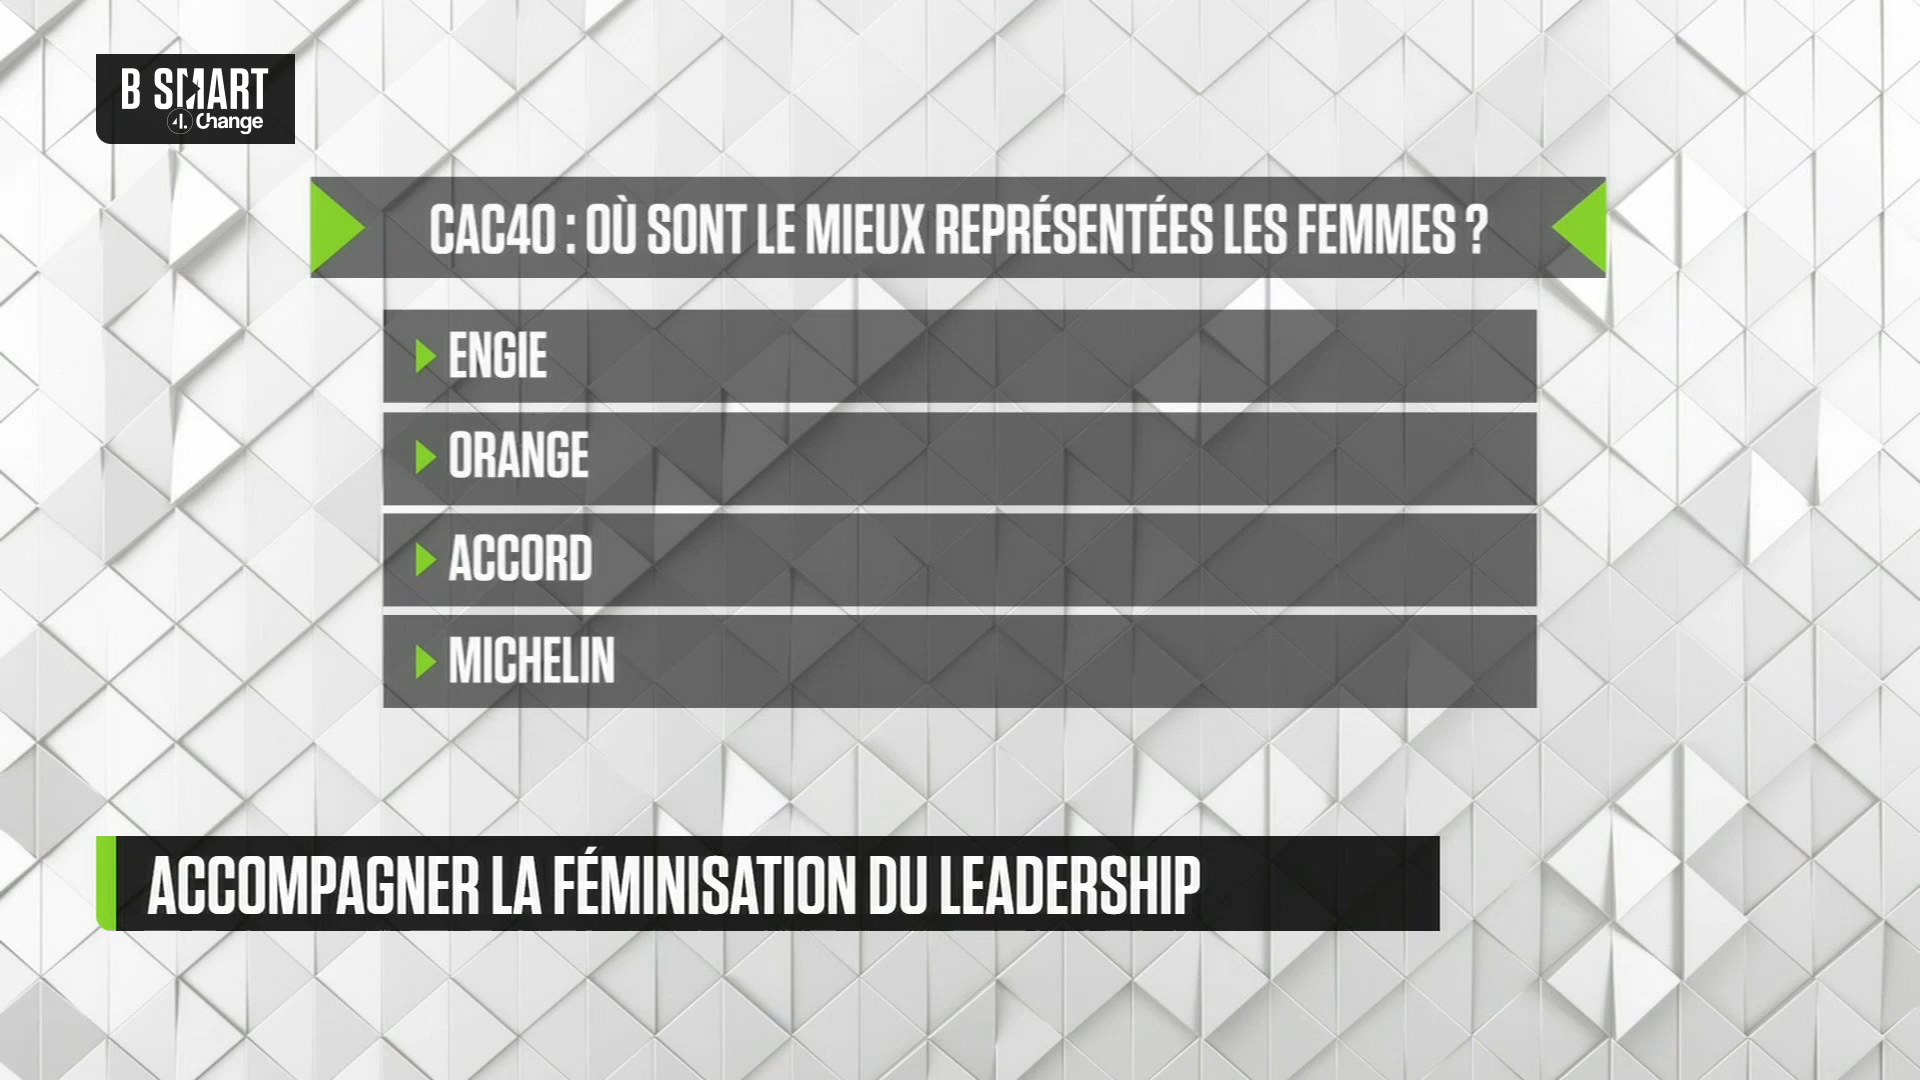 B SMART
4 Change
CAC40 : OÙ SONT LE MIEUX REPRÉSENTÉES LES FEMMES ?
ENGIE
ORANGE
ACCORD
MICHELIN
ACCOMPAGNER LA FÉMINISATION DU LEADERSHIP